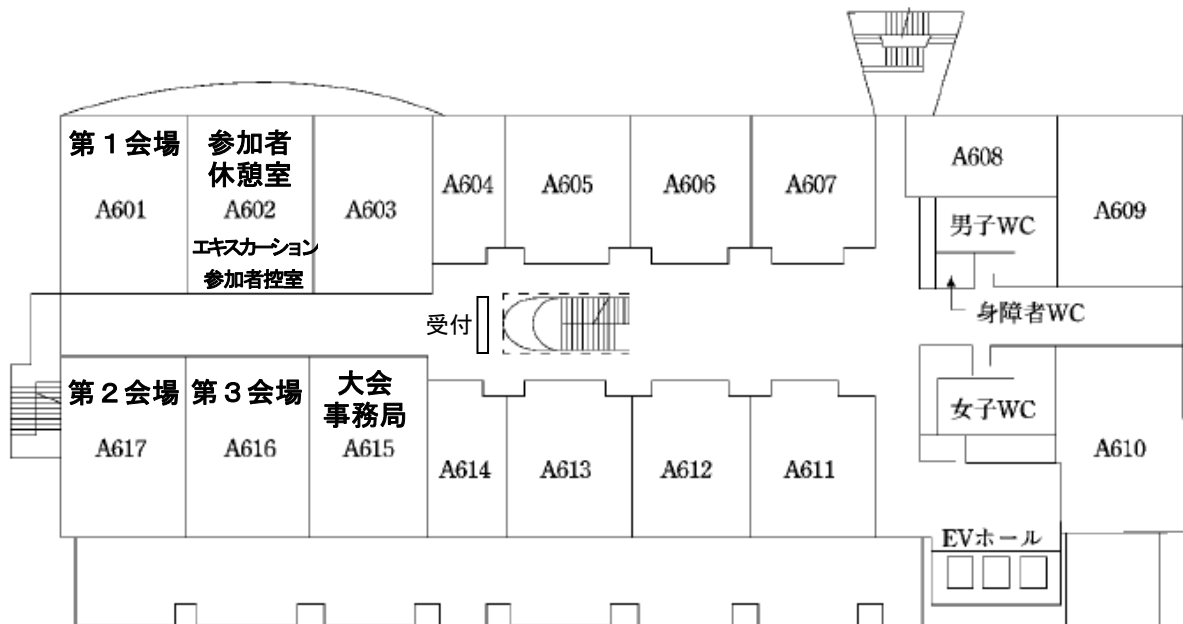 第１会場
A601
参加者
休憩室
A602
エキスカーション
参加者控室
A603
A604
A605
A606
A607
A608
A609
男子WC
身障者WC
受付
第２会場
A617
第３会場
A616
大会
事務局
A615
A614
A613
A612
A611
女子WC
A610
EVホール